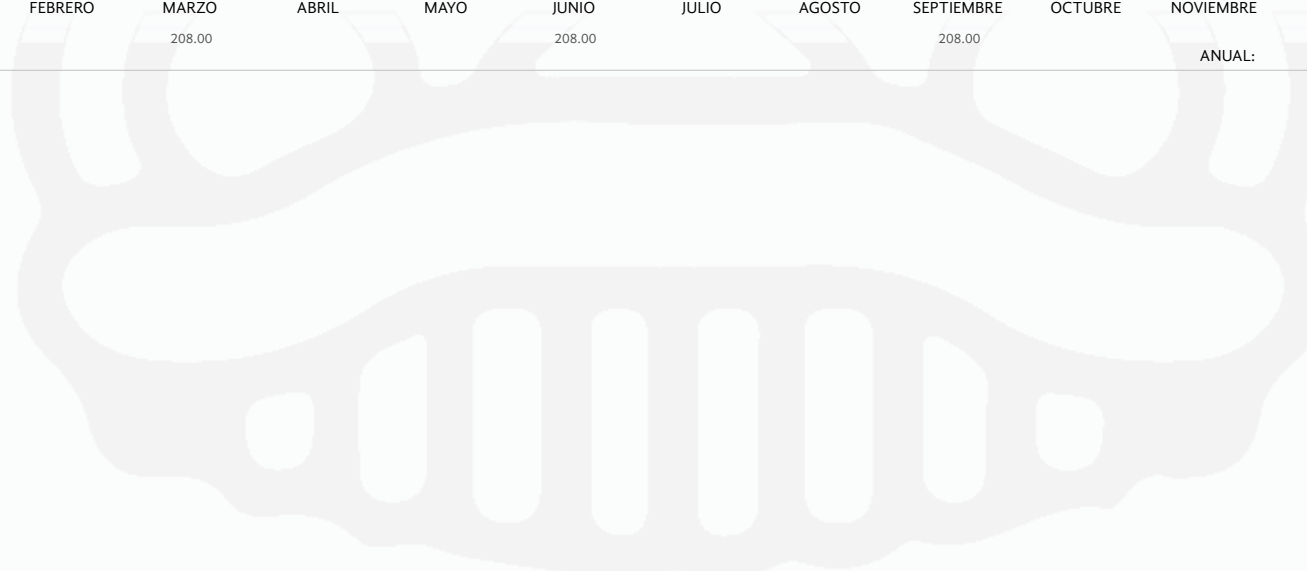 FEBRERO MARZO ABRIL MAYO JUNIO JULIO AGOSTO SEPTIEMBRE OCTUBRE NOVIEMBRE
208.00 208.00 208.00
ANUAL: